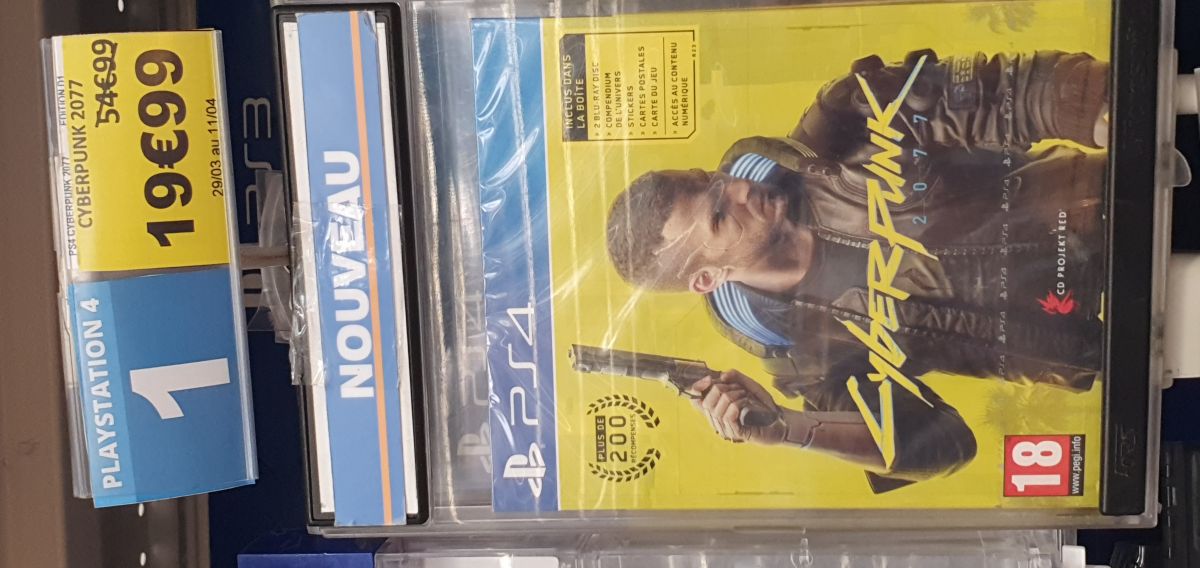 EDITION D1
PS4 CYBERPUNK 2077
CYBERPUNK 2077
54€99
19€99
29/03 au 11/04
PLAYSTATION 4
1
PS3
NOUVEAU
PS4
INCLUS DANS
LA BOÎTE
> 2 BLU-RAY DISC
> COMPENDIUM
DE L'UNIVERS
> STICKERS
> CARTES POSTALES
> CARTE DU JEU
> ACCÈS AU CONTENU
NUMÉRIQUE
PLUS DE
200
RÉCOMPENSES
CYBERPUNK
2077
CD PROJEKT RED
18
www.pegi.info